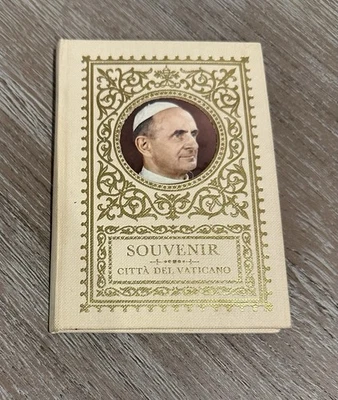 SOUVENIR
CITTÀ DEL VATICANO